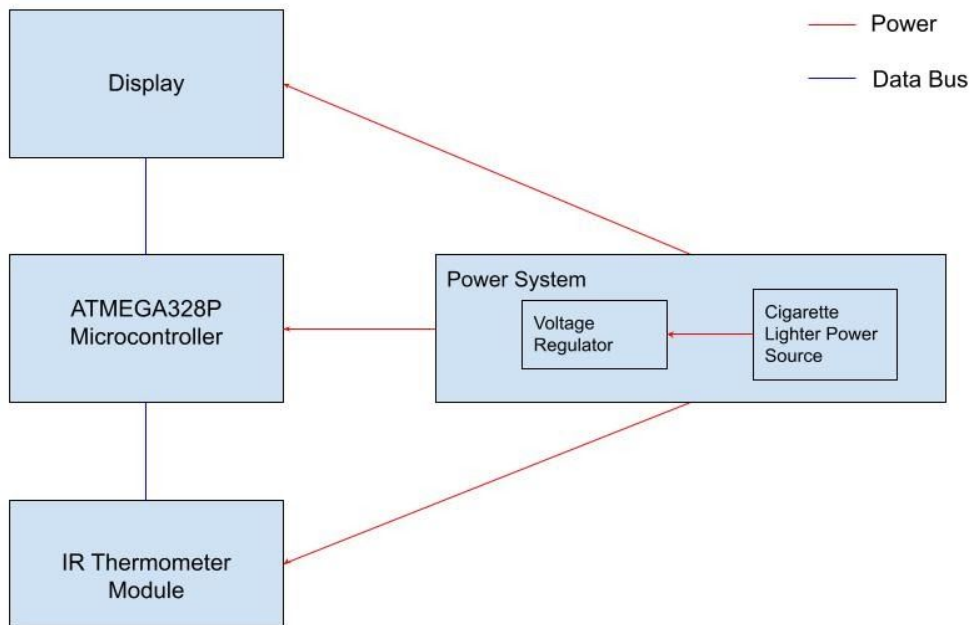 Display
Power
Data Bus
ATMEGA328P
Microcontroller
Power System
Voltage
Regulator
Cigarette
Lighter Power
Source
IR Thermometer
Module